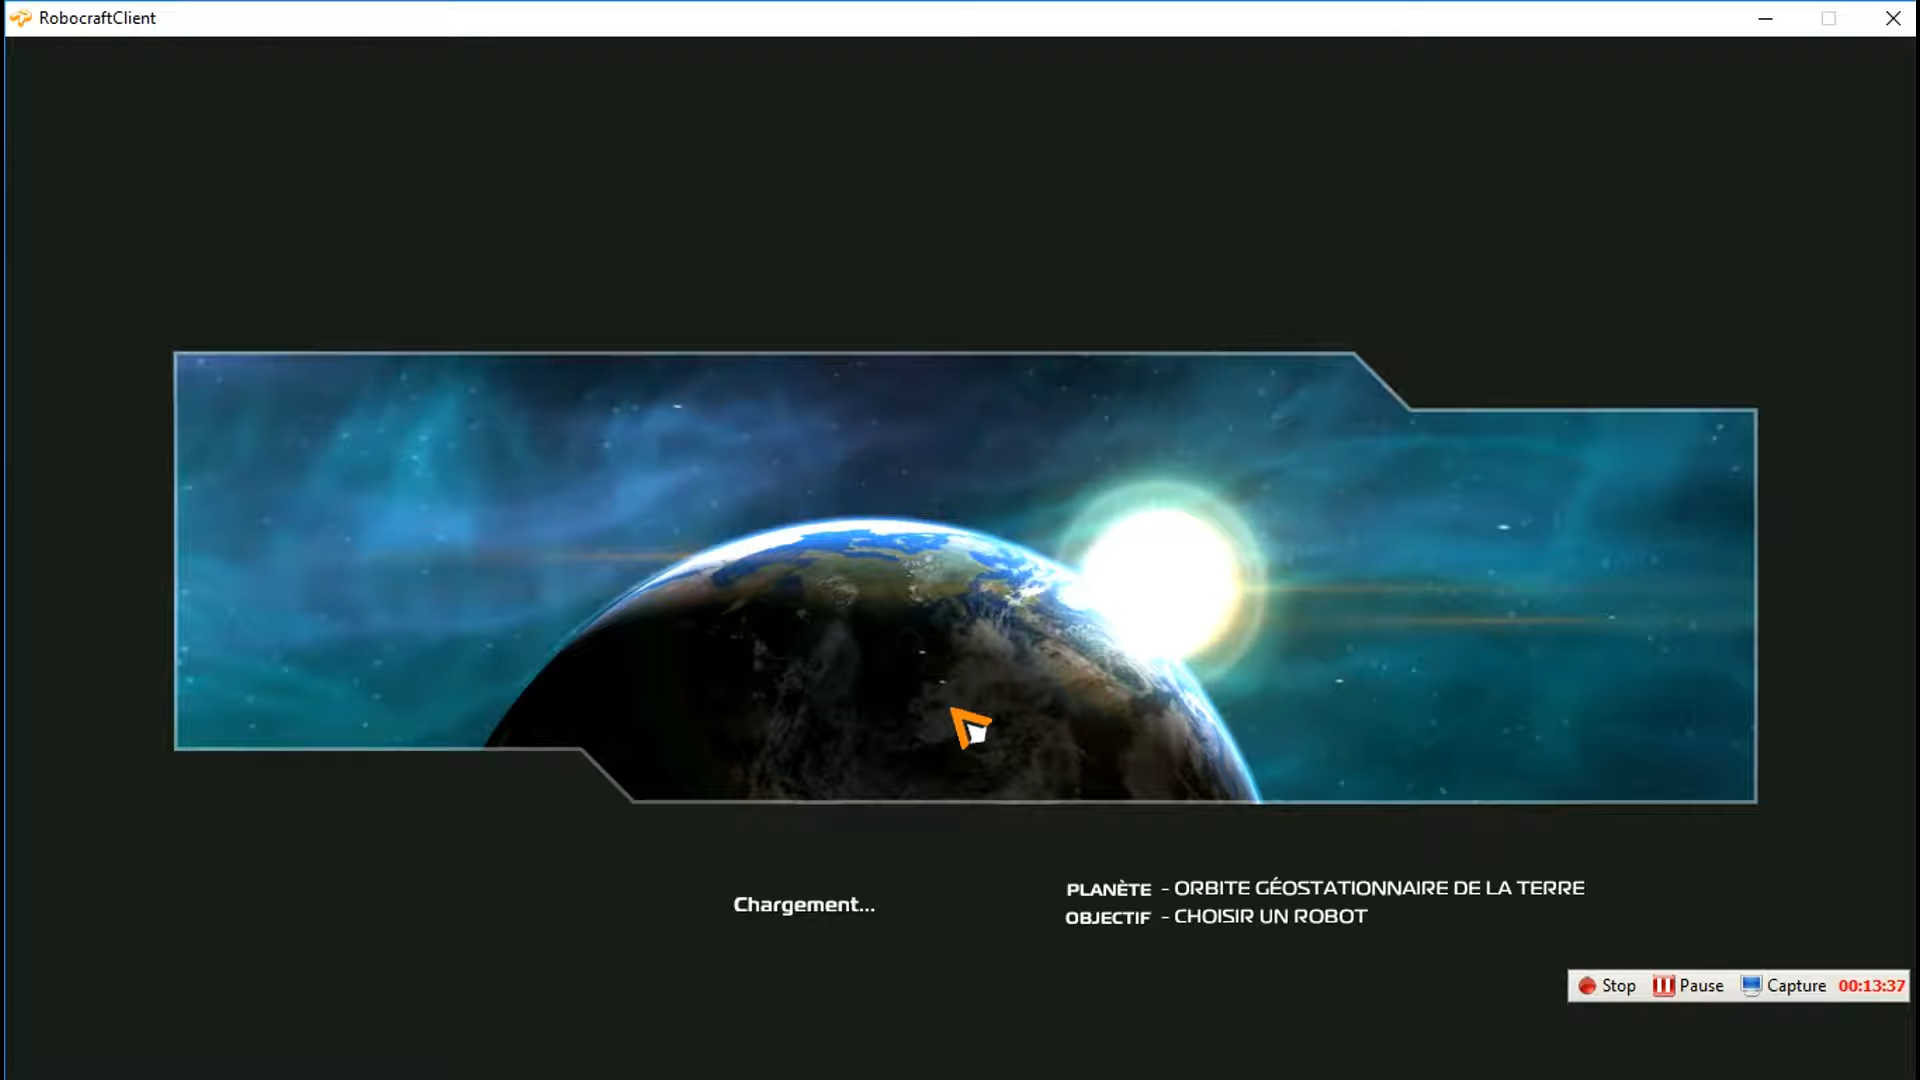 RobocraftClient
Chargement...
PLANÈTE - ORBITE GÉOSTATIONNAIRE DE LA TERRE
OBJECTIF - CHOISIR UN ROBOT
Stop Pause Capture 00:13:37